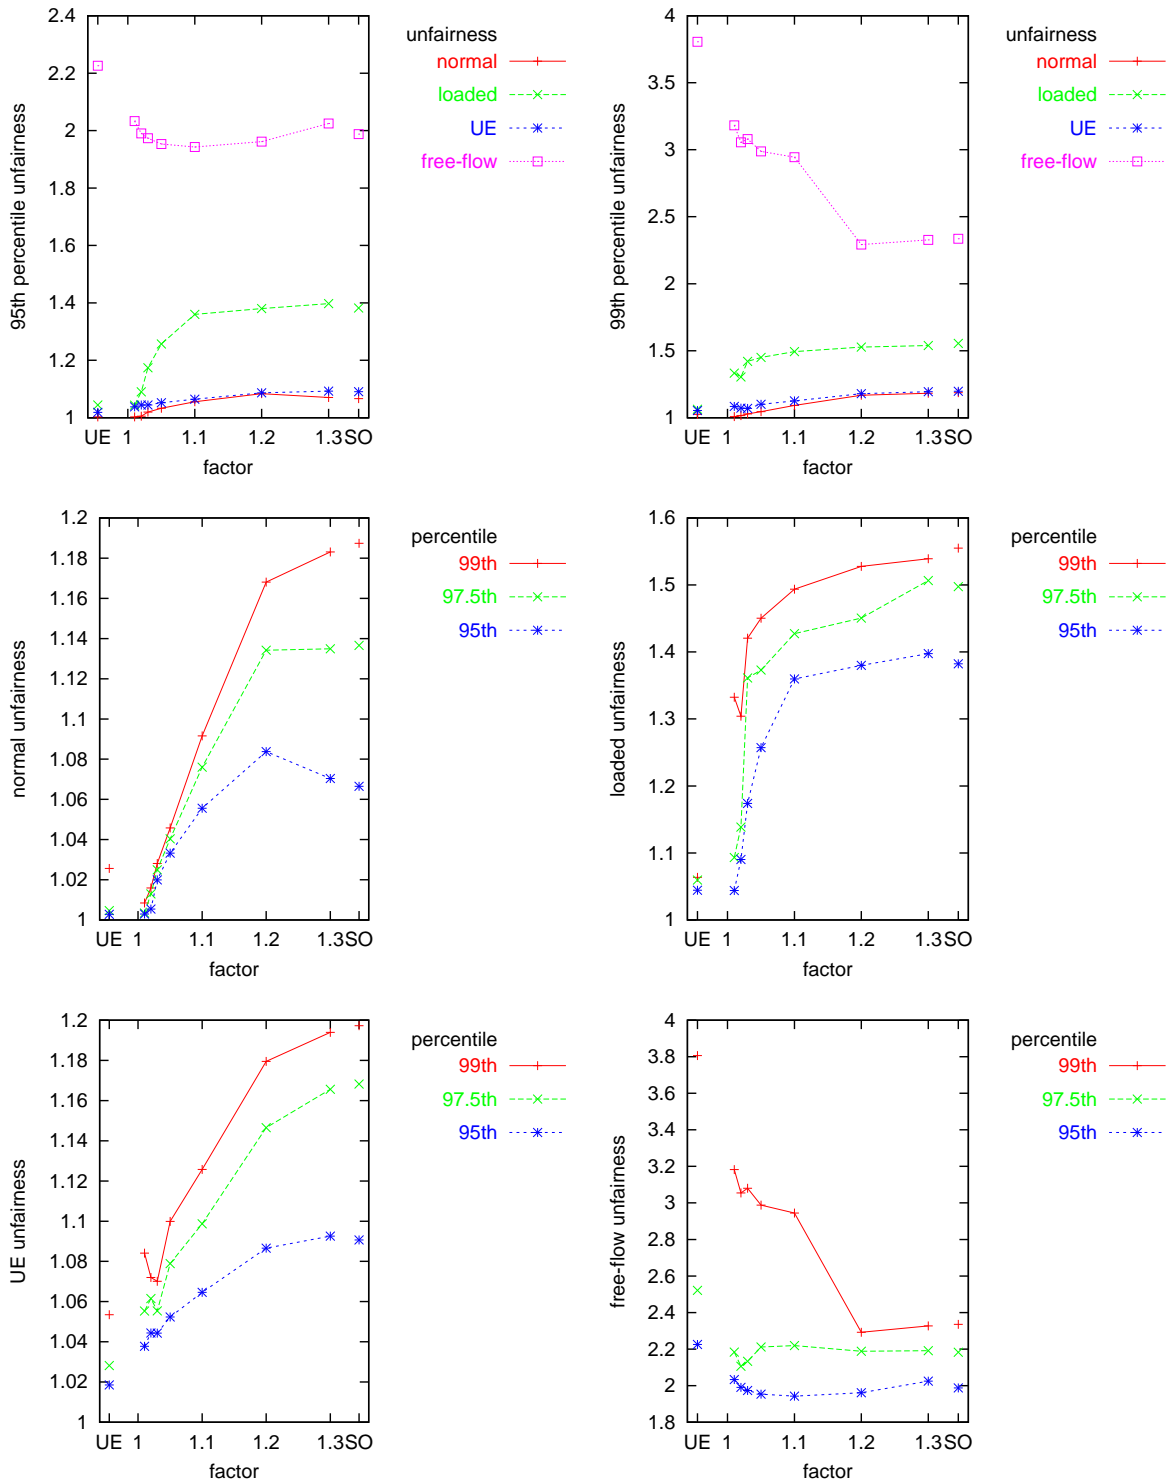 95th percentile unfairness
2.4
2.2
2
1.8
1.6
1.4
1.2
1
UE 1 1.1 1.2 1.3SO
factor
unfairness
normal
loaded
UE
free-flow
99th percentile unfairness
4
3.5
3
2.5
2
1.5
1
UE 1 1.1 1.2 1.3SO
factor
unfairness
normal
loaded
UE
free-flow
normal unfairness
1.2
1.18
1.16
1.14
1.12
1.1
1.08
1.06
1.04
1.02
1
UE 1 1.1 1.2 1.3SO
factor
percentile
99th
97.5th
95th
loaded unfairness
1.6
1.5
1.4
1.3
1.2
1.1
1
UE 1 1.1 1.2 1.3SO
factor
percentile
99th
97.5th
95th
UE unfairness
1.2
1.18
1.16
1.14
1.12
1.1
1.08
1.06
1.04
1.02
1
UE 1 1.1 1.2 1.3SO
factor
percentile
99th
97.5th
95th
free-flow unfairness
4
3.8
3.6
3.4
3.2
3
2.8
2.6
2.4
2.2
2
1.8
UE 1 1.1 1.2 1.3SO
factor
percentile
99th
97.5th
95th